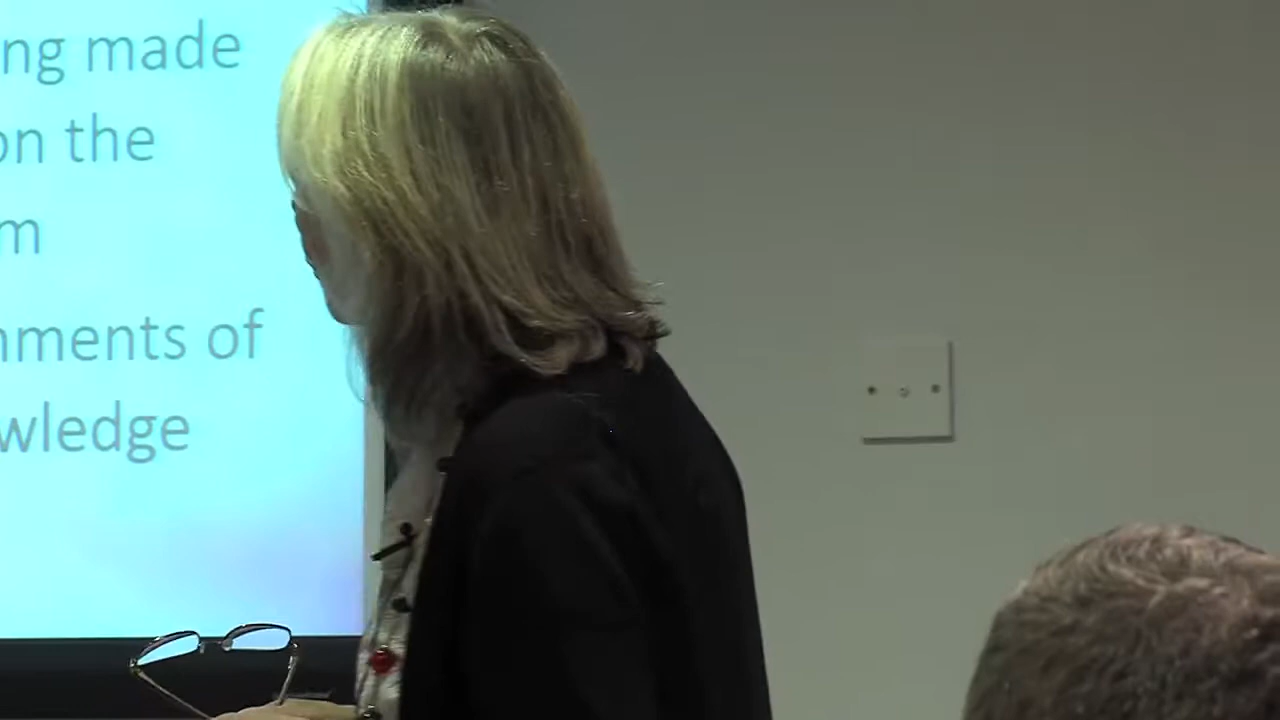 ng made
on the
m
nments of
wledge